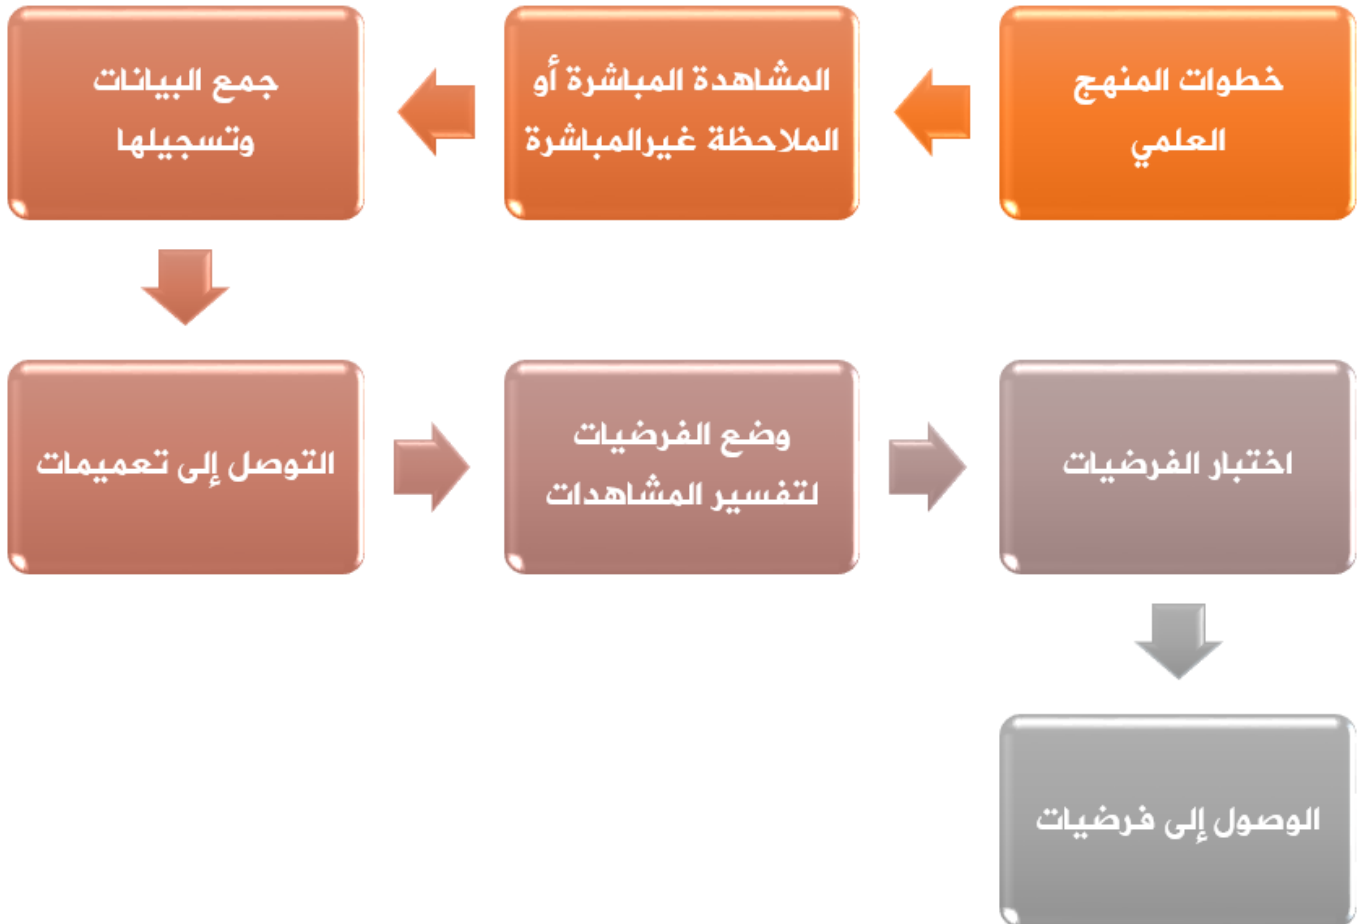 خطوات المنهج
العلمي
المشاهدة المباشرة أو
الملاحظة غيرالمباشرة
جمع البيانات
وتسجيلها
التوصل إلى تعميمات
وضع الفرضيات
لتفسير المشاهدات
اختبار الفرضيات
الوصول إلى فرضيات